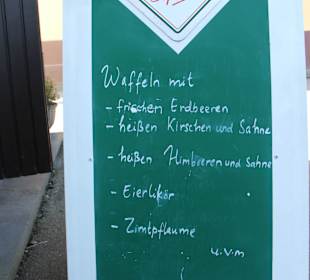 Waffeln mit
- frischen Erdbeeren
- heißen Kirschen und Sahne
- heißen Himbeeren und Sahne
- Eierlikör
- Zimtpflaume
u.v.m